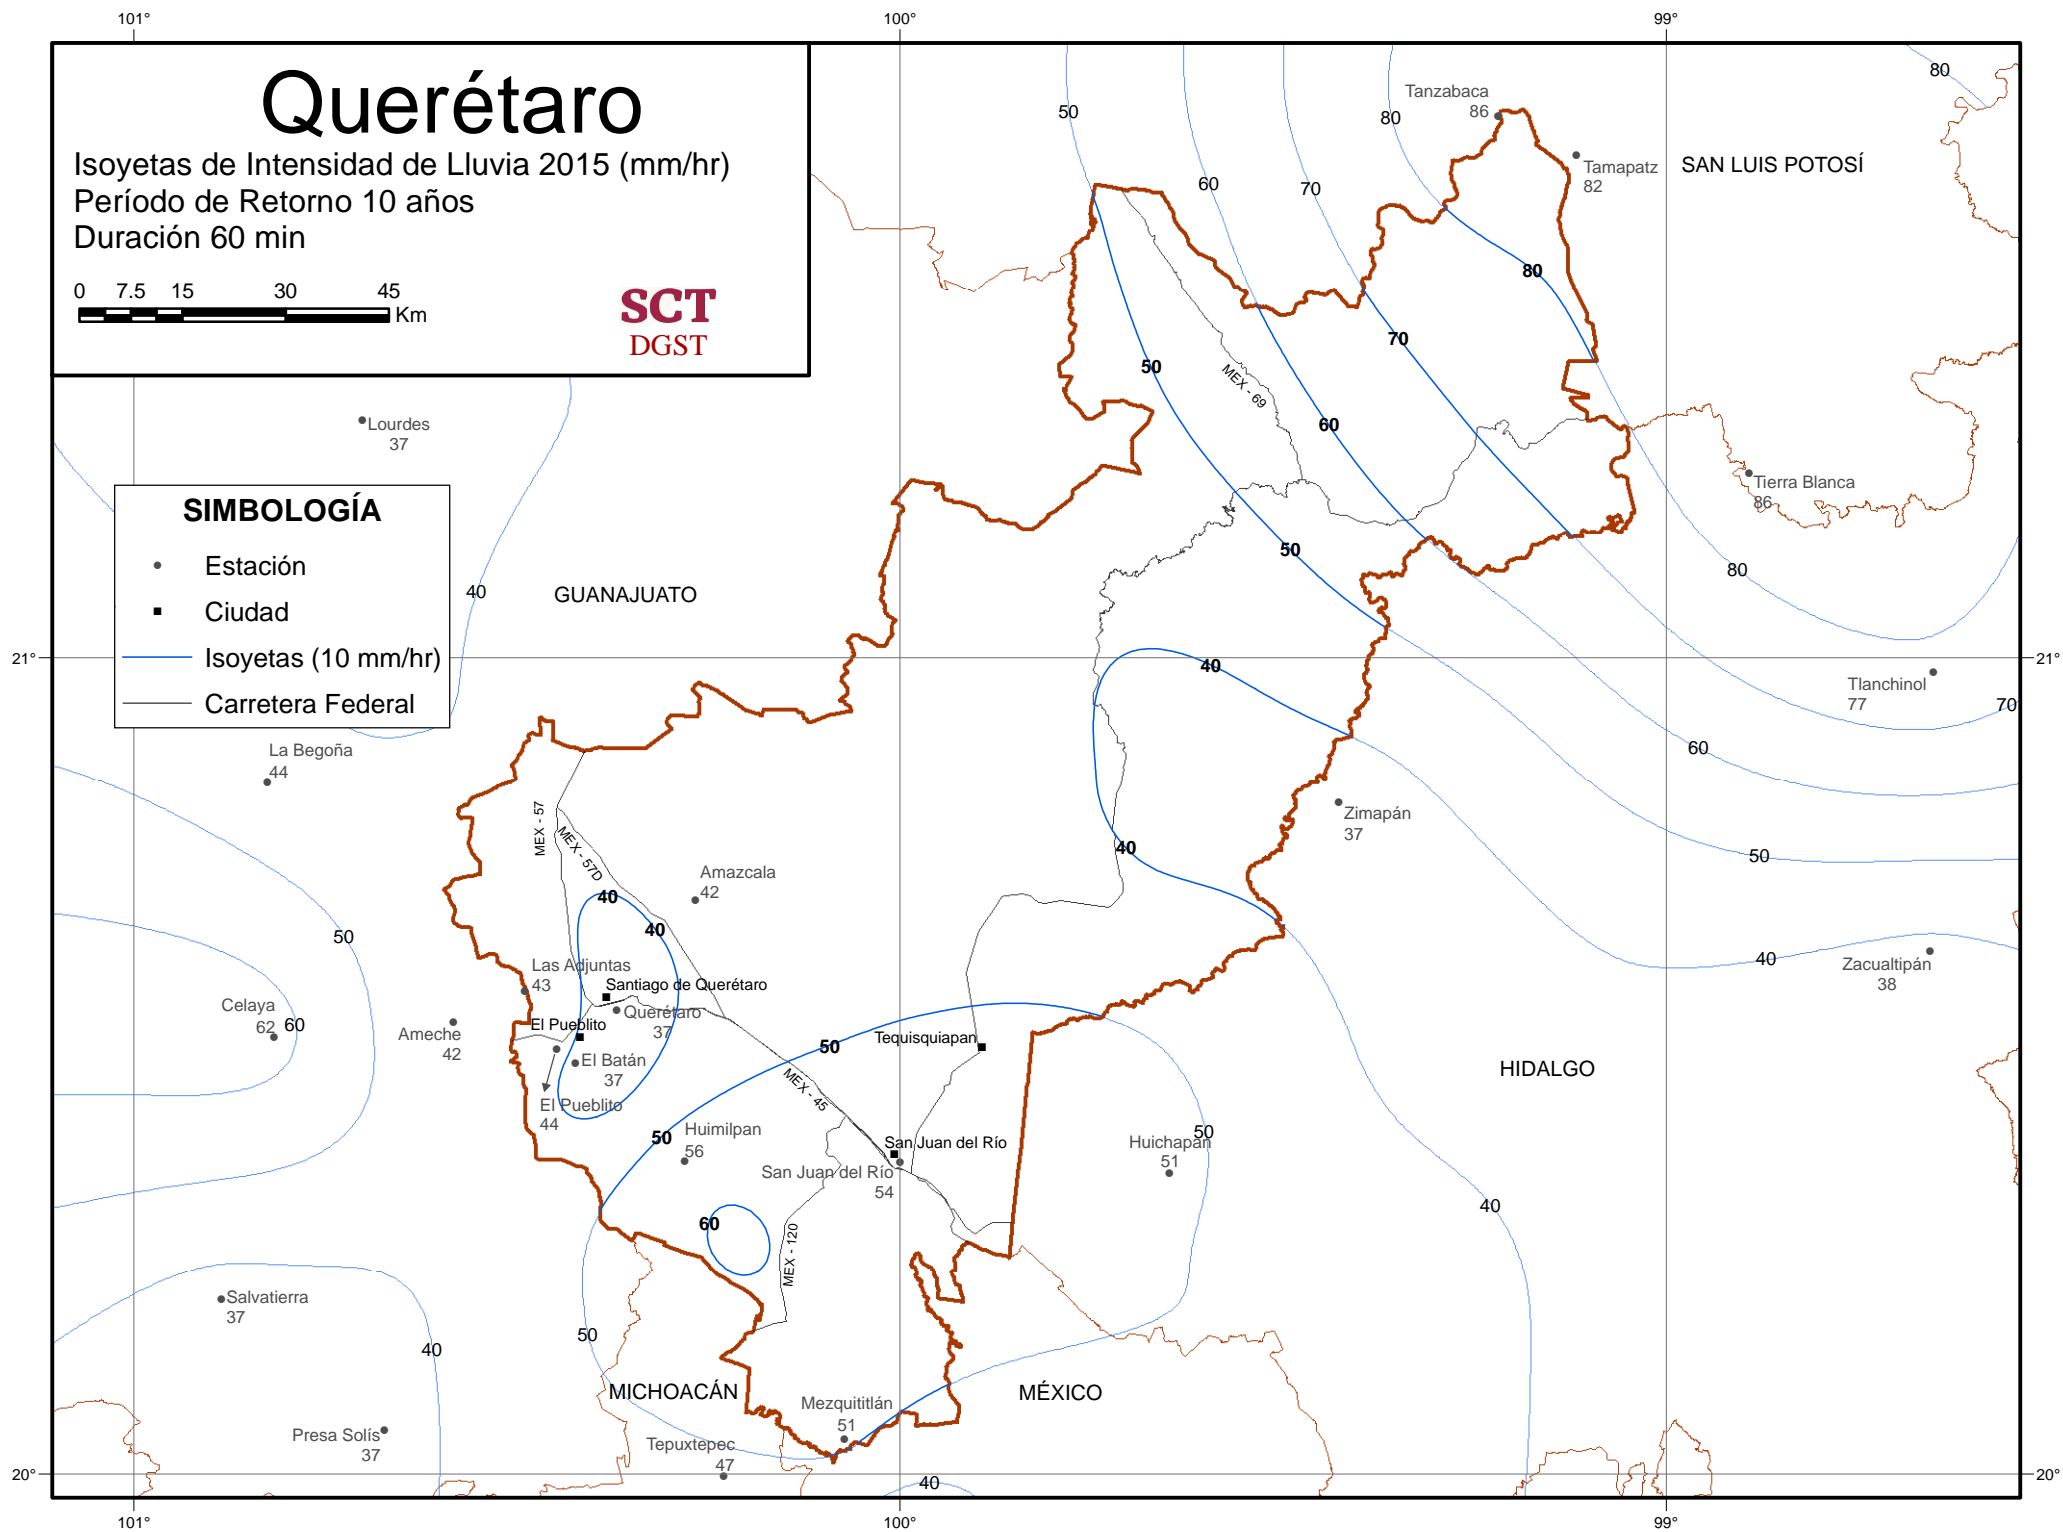 101°
100°
99°
Querétaro
Isoyetas de Intensidad de Lluvia 2015 (mm/hr)
Período de Retorno 10 años
Duración 60 min
0 7.5 15 30 45
Km
SCT
DGST
80
Tanzabaca
86
50
80
Tamapatz
82
SAN LUIS POTOSÍ
60
70
80
70
50
MEX - 69
60
Lourdes
37
SIMBOLOGÍA
Estación
Ciudad
Isoyetas (10 mm/hr)
Carretera Federal
Tierra Blanca
86
50
80
40
GUANAJUATO
21°
21°
40
Tlanchinol
77
70
60
La Begoña
44
MEX - 57
MEX - 57D
Zimapán
37
40
50
Amazcala
42
40
40
50
40
Zacualtipán
38
Las Adjuntas
43
Santiago de Querétaro
Celaya
62
60
Ameche
42
El Pueblito
Querétaro
37
Tequisquiapan
50
El Batán
37
HIDALGO
MEX - 45
El Pueblito
44
50
Huimilpan
56
San Juan del Río
San Juan del Río
54
50
Huichapan
51
40
60
MEX - 120
Salvatierra
37
50
40
MICHOACÁN
MÉXICO
Mezquititlán
51
Presa Solís
37
Tepuxtepec
47
40
20°
20°
101°
100°
99°